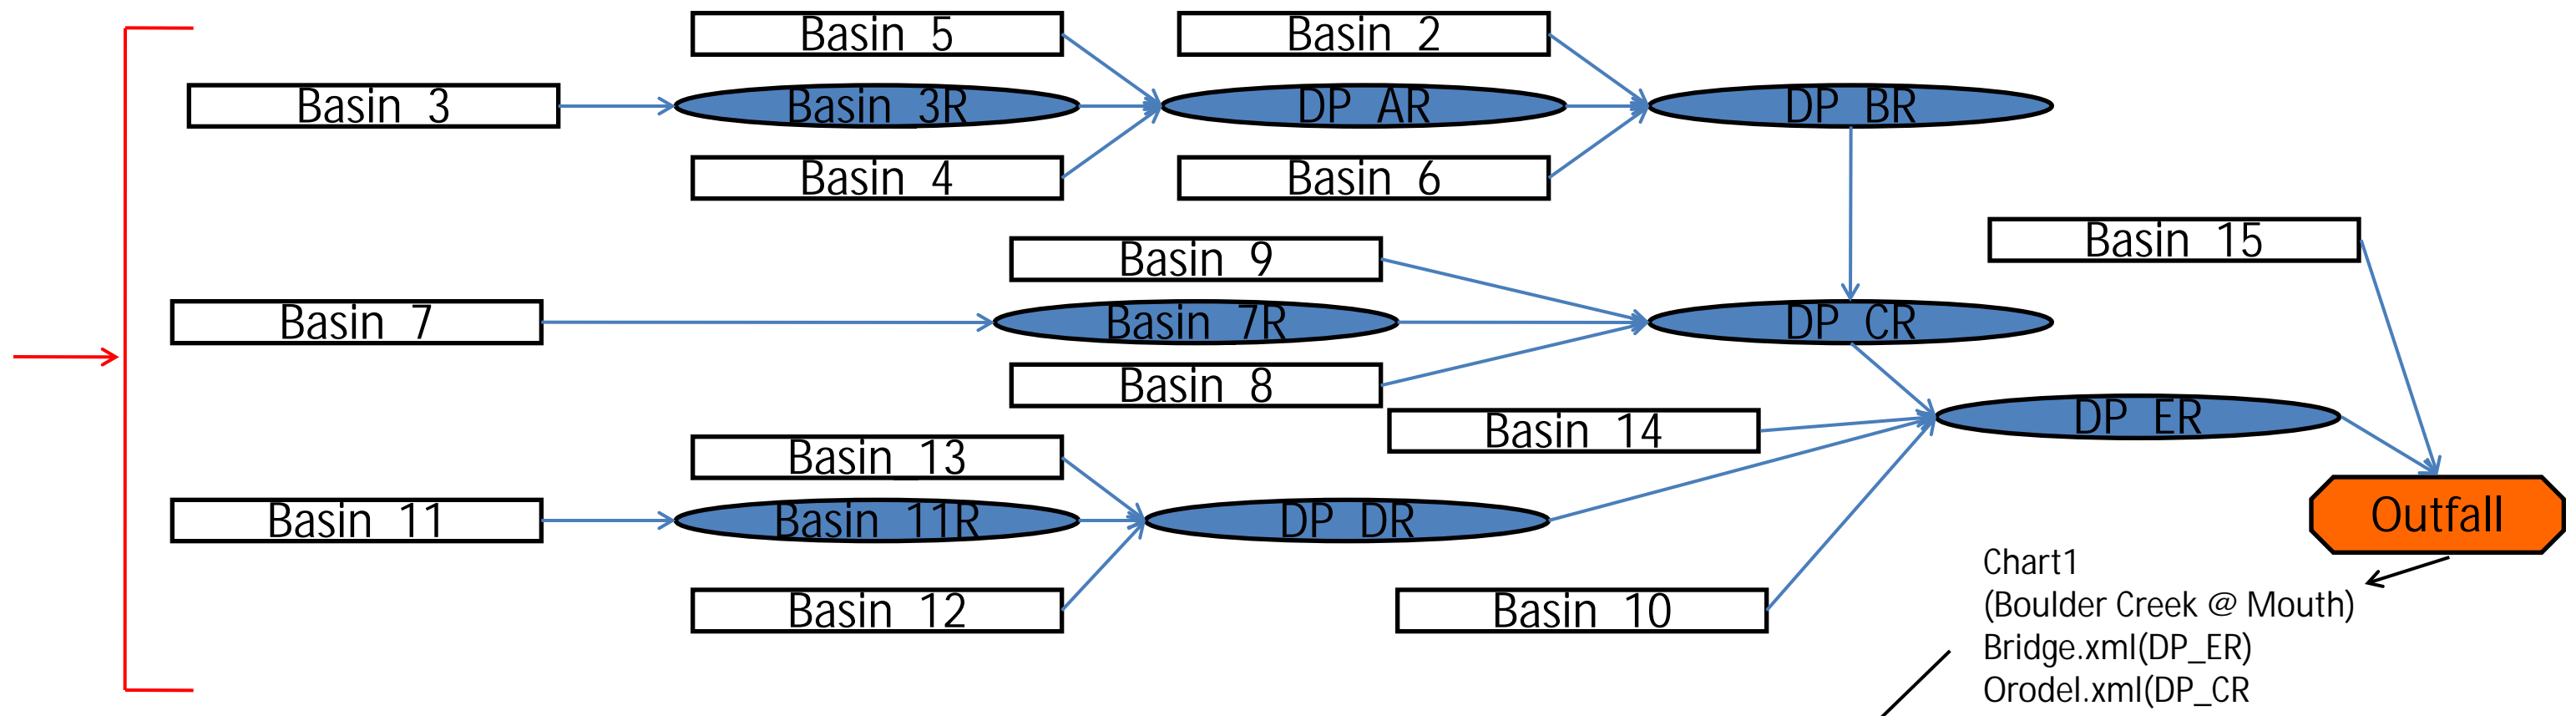 Basin 5
Basin 2
Basin 3
Basin 3R
DP AR
DP BR
Basin 4
Basin 6
Basin 15
Basin 9
Basin 7
Basin 7R
DP CR
Basin 8
DP ER
Basin 14
Basin 13
Basin 11
Basin 11R
DP DR
Outfall
Basin 12
Basin 10
Chart1
(Boulder Creek @ Mouth)
Bridge.xml(DP_ER)
Orodel.xml(DP_CR